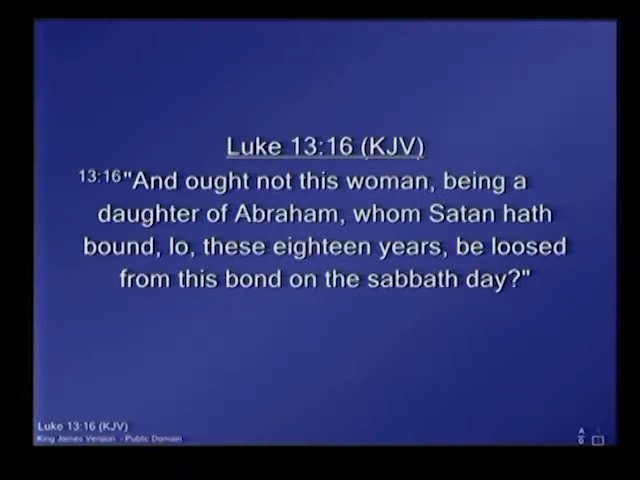 Luke 13:16 (KJV)
13:16"And ought not this woman, being a
daughter of Abraham, whom Satan hath
bound, lo, these eighteen years, be loosed
from this bond on the sabbath day?"
Luke 13:16 (KJV)
King James Version - Public Domain
A